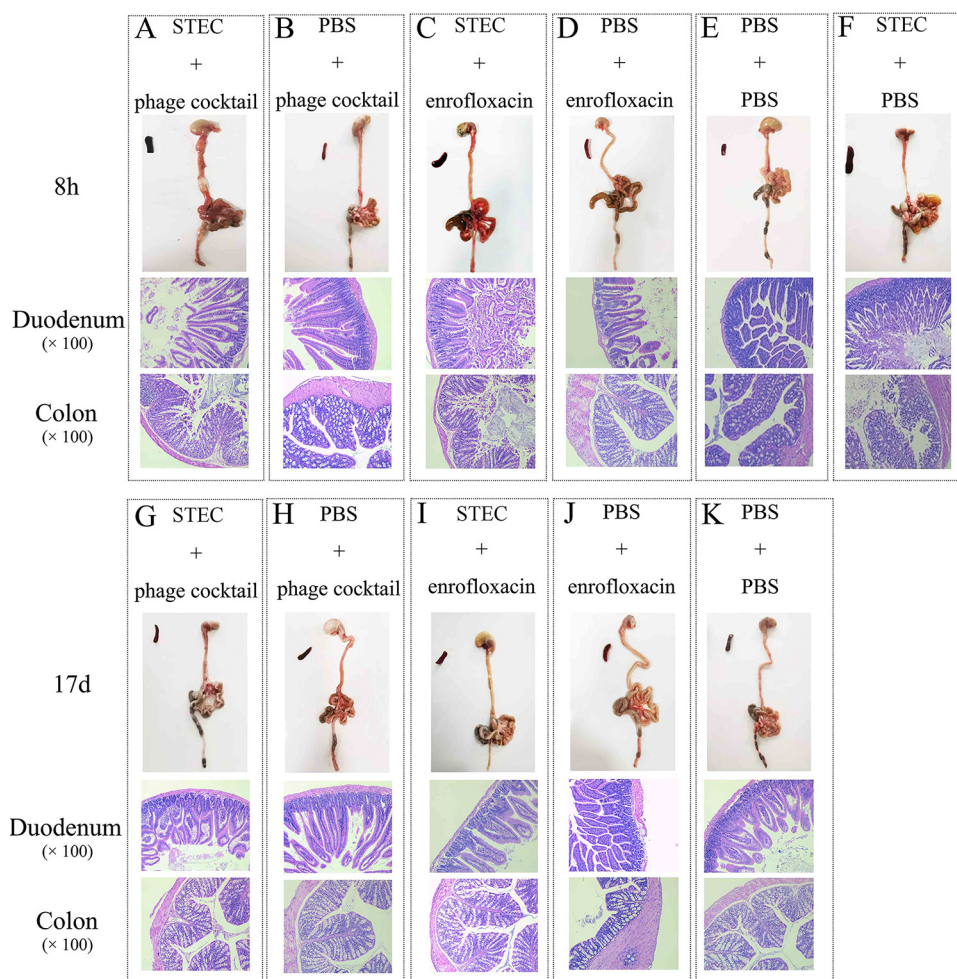 A STEC
+
phage cocktail
B PBS
+
phage cocktail
C STEC
+
enrofloxacin
D PBS
+
enrofloxacin
E PBS
+
PBS
F STEC
+
PBS
8h
Duodenum
(× 100)
Colon
(× 100)
G STEC
+
phage cocktail
H PBS
+
phage cocktail
I STEC
+
enrofloxacin
J PBS
+
enrofloxacin
K PBS
+
PBS
17d
Duodenum
(× 100)
Colon
(× 100)